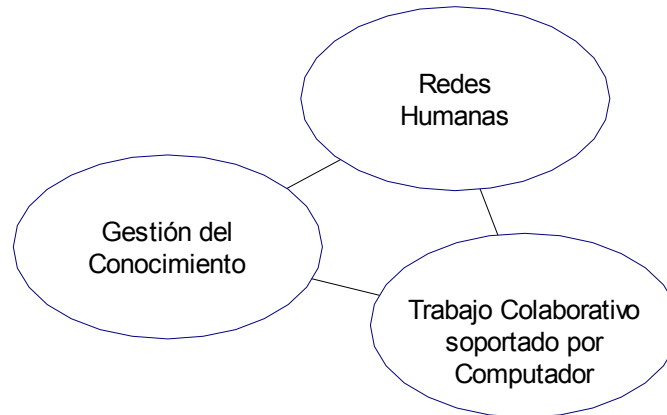 Redes
Humanas
Gestión del
Conocimiento
Trabajo Colaborativo
soportado por
Computador